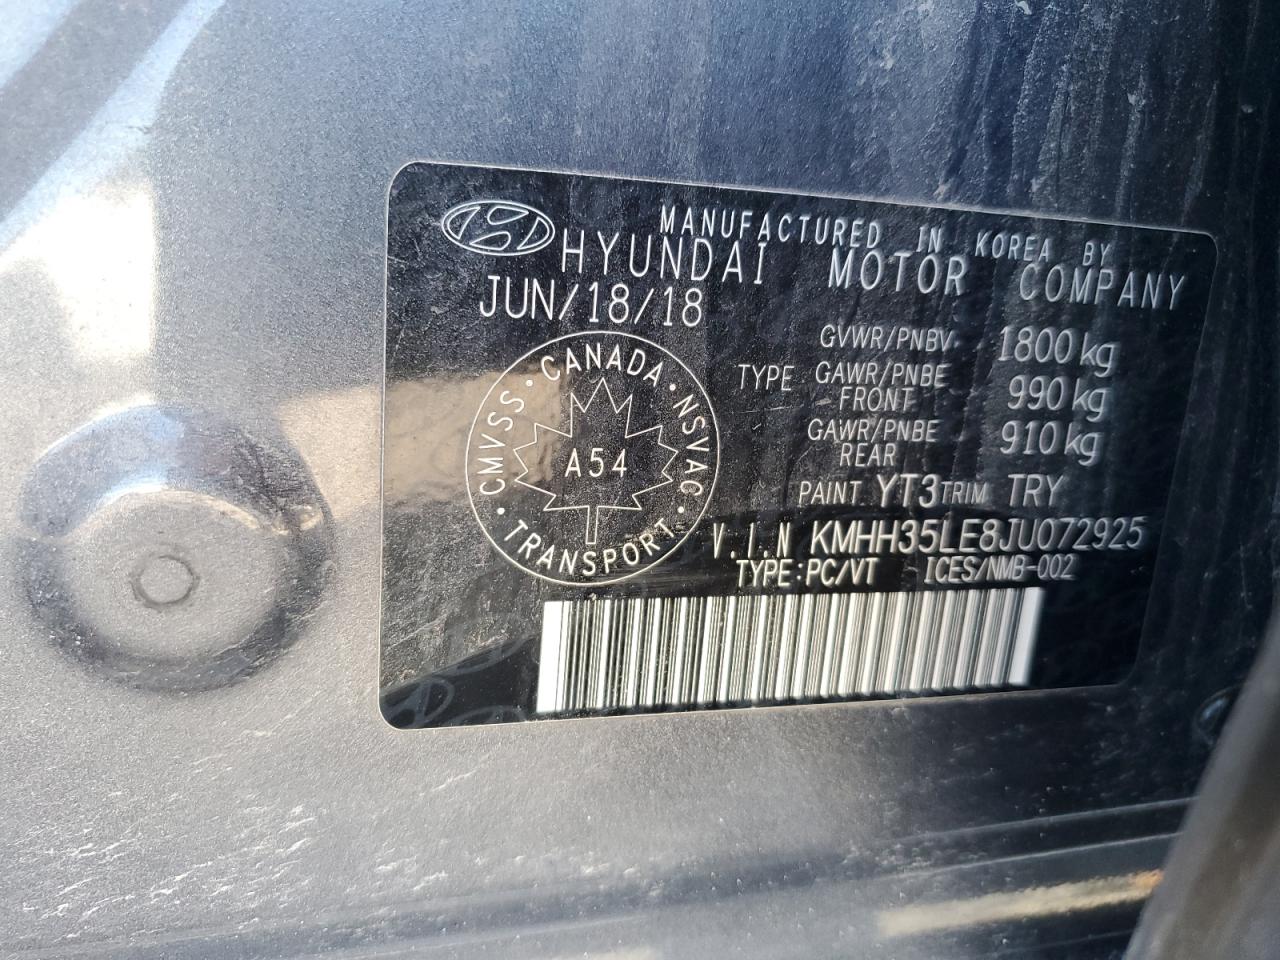 MANUFACTURED IN KOREA BY
HYUNDAI MOTOR COMPANY
JUN/18/18
GVWR/PNBV 1800 kg
TYPE GAWR/PNBE FRONT 990 kg
GAWR/PNBE REAR 910 kg
CANADA · NSVAC · TRANSPORT · CMVSS ·
A54
PAINT YT3 TRIM TRY
V.I.N KMHH35LE8JU072925
TYPE:PC/VT ICES/NMB-002